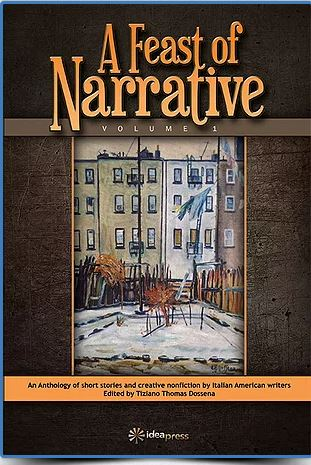 A Feast of
Narrative
VOLUME 1
An Anthology of short stories and creative nonfiction by Italian American writers
Edited by Tiziano Thomas Dossena
ideapress